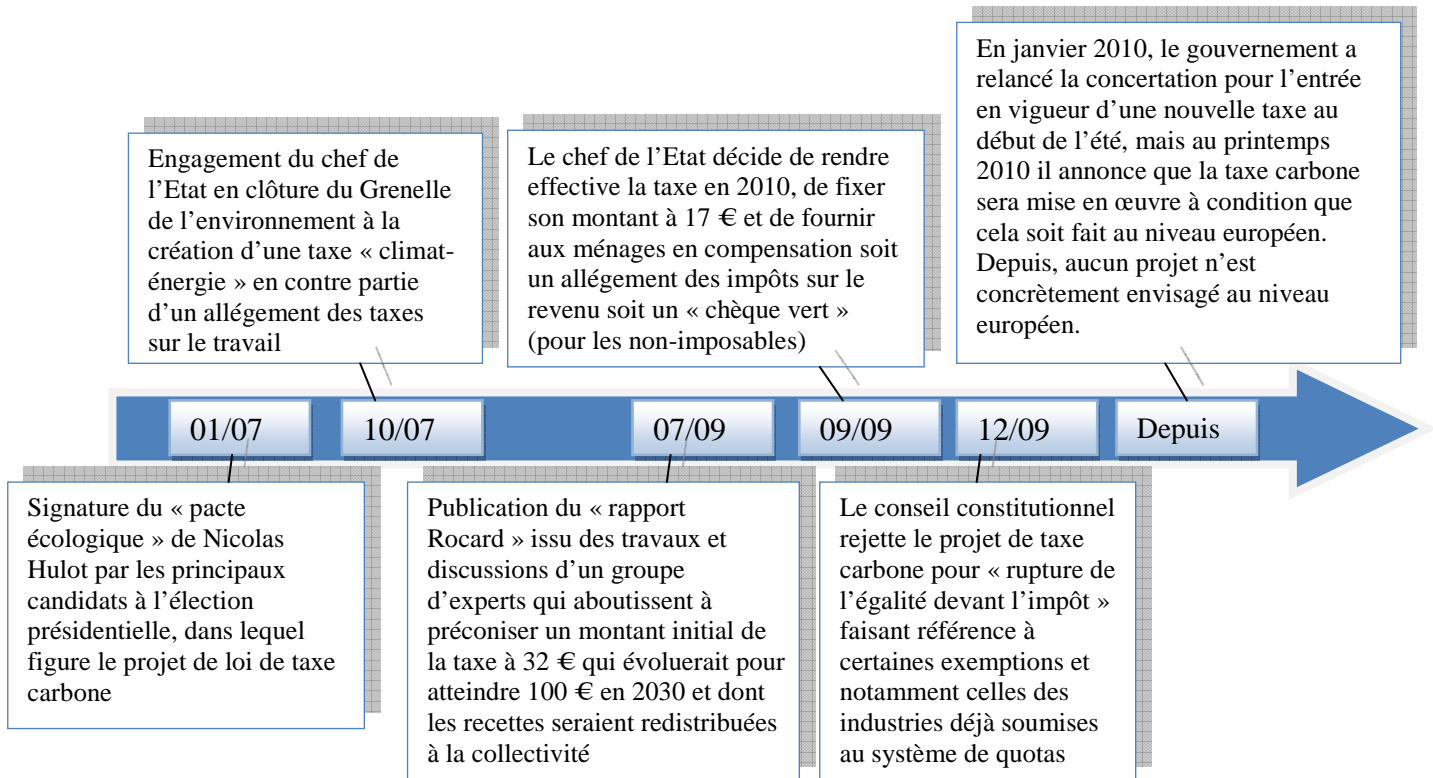 En janvier 2010, le gouvernement a
relancé la concertation pour l’entrée
en vigueur d’une nouvelle taxe au
début de l’été, mais au printemps
2010 il annonce que la taxe carbone
sera mise en œuvre à condition que
cela soit fait au niveau européen.
Depuis, aucun projet n’est
concrètement envisagé au niveau
européen.
Engagement du chef de
l’Etat en clôture du Grenelle
de l’environnement à la
création d’une taxe « climat-
énergie » en contre partie
d’un allégement des taxes
sur le travail
Le chef de l’Etat décide de rendre
effective la taxe en 2010, de fixer
son montant à 17 € et de fournir
aux ménages en compensation soit
un allégement des impôts sur le
revenu soit un « chèque vert »
(pour les non-imposables)
01/07
10/07
07/09
09/09
12/09
Depuis
Signature du « pacte
écologique » de Nicolas
Hulot par les principaux
candidats à l’élection
présidentielle, dans lequel
figure le projet de loi de taxe
carbone
Publication du « rapport
Rocard » issu des travaux et
discussions d’un groupe
d’experts qui aboutissent à
préconiser un montant initial de
la taxe à 32 € qui évoluerait pour
atteindre 100 € en 2030 et dont
les recettes seraient redistribuées
à la collectivité
Le conseil constitutionnel
rejette le projet de taxe
carbone pour « rupture de
l’égalité devant l’impôt »
faisant référence à
certaines exemptions et
notamment celles des
industries déjà soumises
au système de quotas